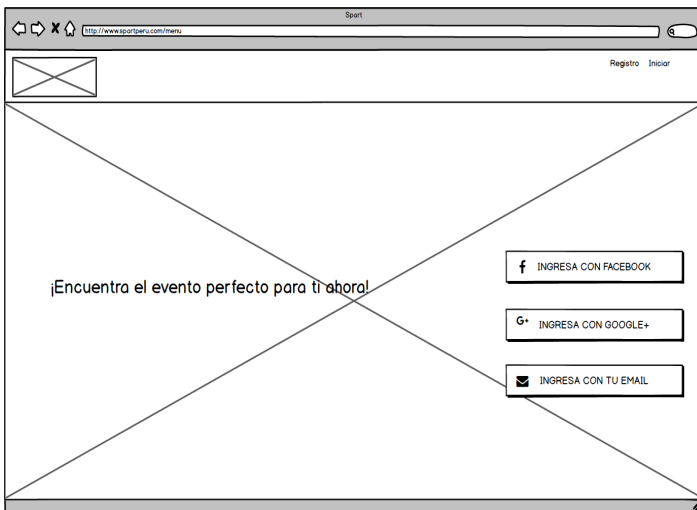 Sport
http://www.sportperu.com/menu
Registro Iniciar
¡Encuentra el evento perfecto para ti ahora!
INGRESA CON FACEBOOK
G+ INGRESA CON GOOGLE+
INGRESA CON TU EMAIL